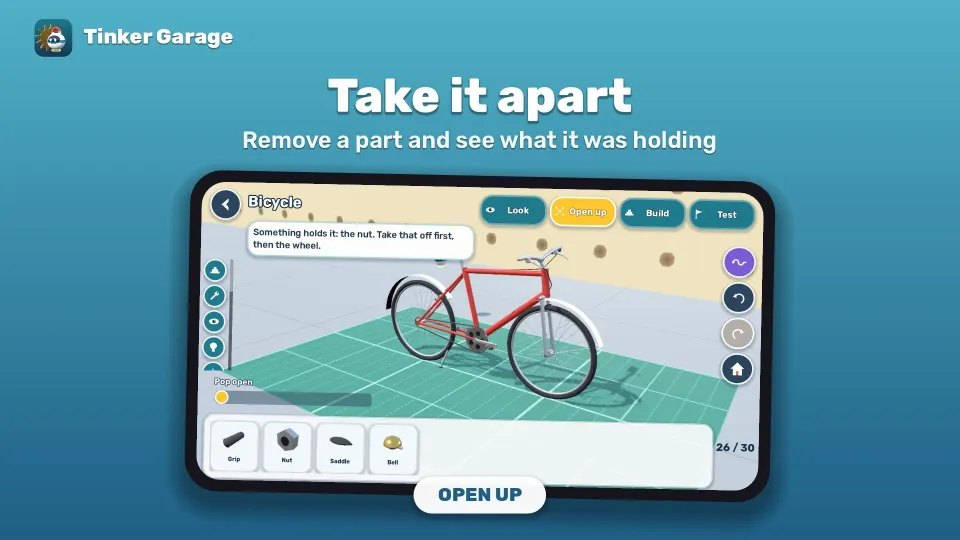 Tinker Garage
Take it apart
Remove a part and see what it was holding
Bicycle
Look
Open up
Build
Test
Something holds it: the nut. Take that off first,
then the wheel.
Pop open
Grip
Nut
Saddle
Bell
26 / 30
OPEN UP